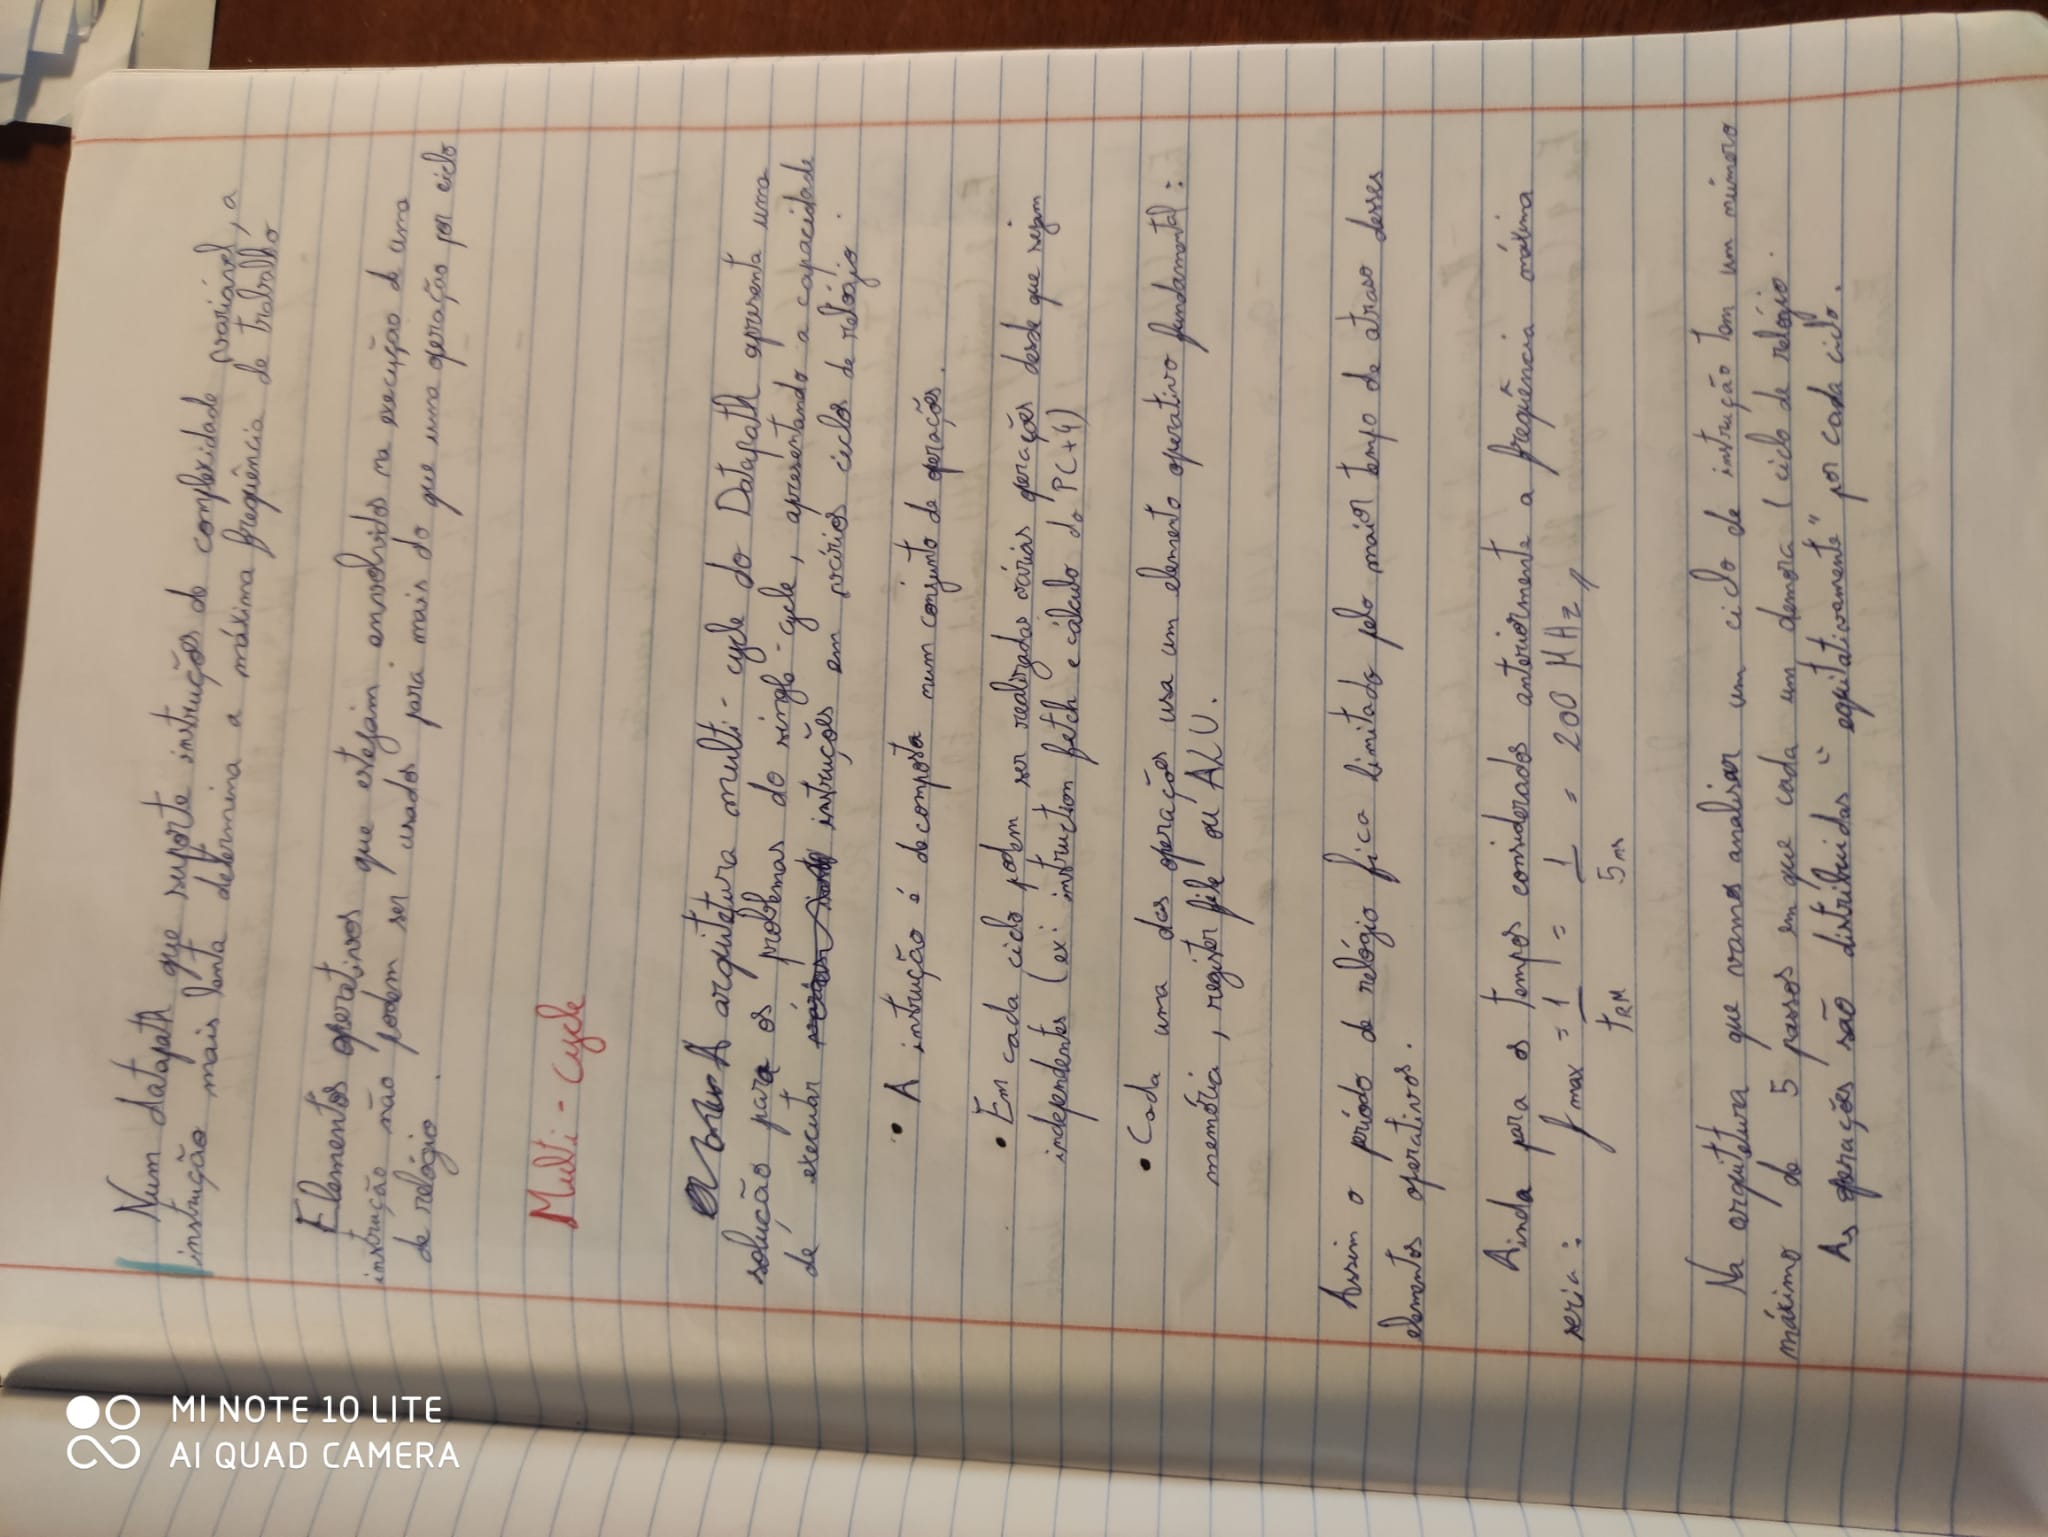 Num datapath que suporte instruções de complexidade variável, a
instrução mais lenta determina a máxima frequência de trabalho
Elementos operativos que estejam envolvidos na execução de uma
instrução não podem ser usados para mais do que uma operação por ciclo
de relógio.
Multi-cycle
A arquitetura multi-cycle do Datapath apresenta uma
solução para os problemas do single-cycle, apresentando a capacidade
de executar instruções em vários ciclos de relógio.
• A instrução é decomposta num conjunto de operações.
• Em cada ciclo podem ser realizadas várias operações desde que sejam
independentes (ex: instruction fetch e cálculo do PC+4)
• Cada uma das operações usa um elemento operativo fundamental:
memória, register file ou ALU.
Assim o período de relógio fica limitado pelo maior tempo de atraso desses
elementos operativos.
Ainda para os tempos considerados anteriormente a frequência máxima
seria: fmax = 1/tRM = 1/5ns = 200 MHz //
Na arquitetura que vamos analisar um ciclo de instrução tem um número
máximo de 5 passos em que cada um demora 1 ciclo de relógio.
As operações são distribuidas "equitativamente" por cada ciclo.
MI NOTE 10 LITE
AI QUAD CAMERA